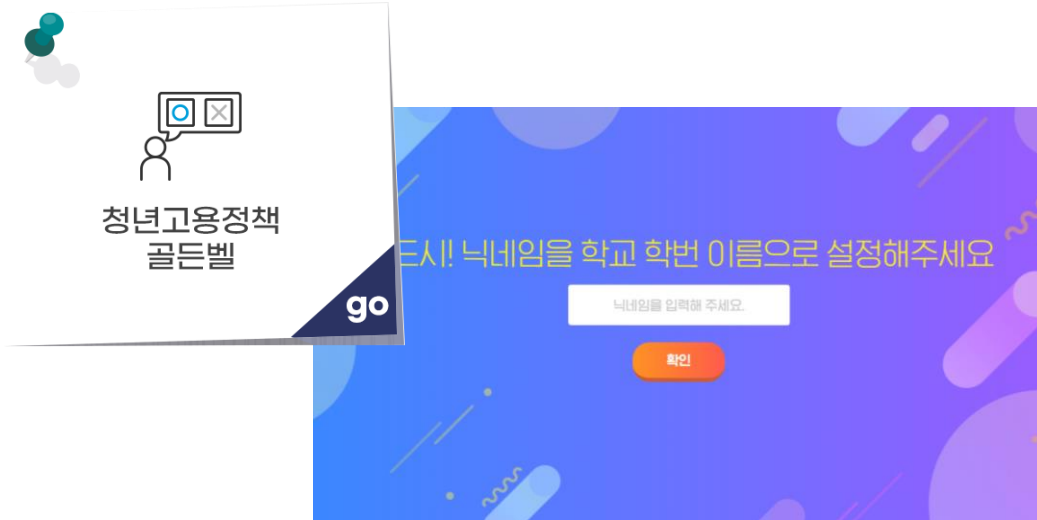 청년고용정책
골든벨
go
드시! 닉네임을 학교 학번 이름으로 설정해주세요
닉네임을 입력해 주세요.
확인